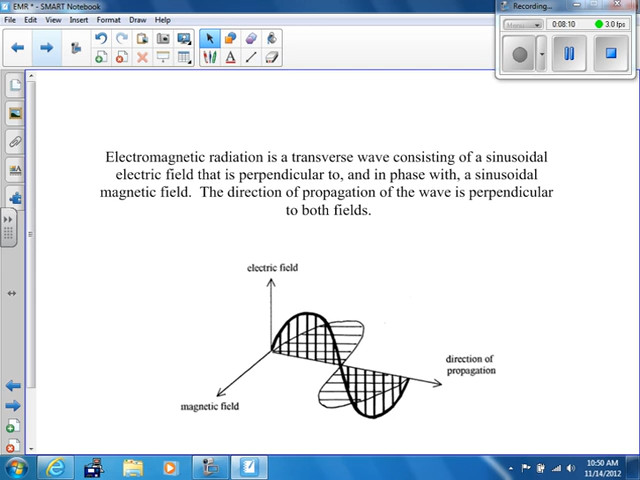 EMR * - SMART Notebook
Recording...
File Edit View Insert Format Draw Help
Menu
0:08:10
3.0 fps
Electromagnetic radiation is a transverse wave consisting of a sinusoidal
electric field that is perpendicular to, and in phase with, a sinusoidal
magnetic field. The direction of propagation of the wave is perpendicular
to both fields.
electric field
direction of
propagation
magnetic field
10:50 AM
11/14/2012